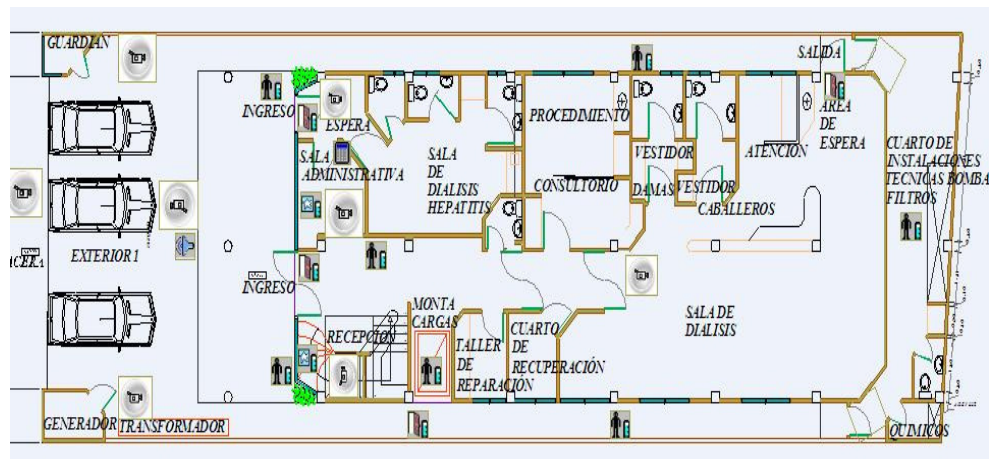 GUARDIAN
SALIDA
INGRESO
ESPERA
PROCEDIMIENTO
AREA
DE
ESPERA
SALA
ADMINISTRATIVA
SALA
DE
DIALISIS
HEPATITIS
VESTIDOR
ATENCION
CUARTO DE
INSTALACIONES
TECNICAS BOMBA
FILTROS
CONSULTORIO
DAMAS
VESTIDOR
CABALLEROS
EXTERIOR 1
INGRESO
MONTA
CARGAS
SALA DE
DIALISIS
RECEPCION
TALLER
DE
REPARACIÓN
CUARTO
DE
RECUPERACIÓN
GENERADOR
TRANSFORMADOR
QUIMICOS